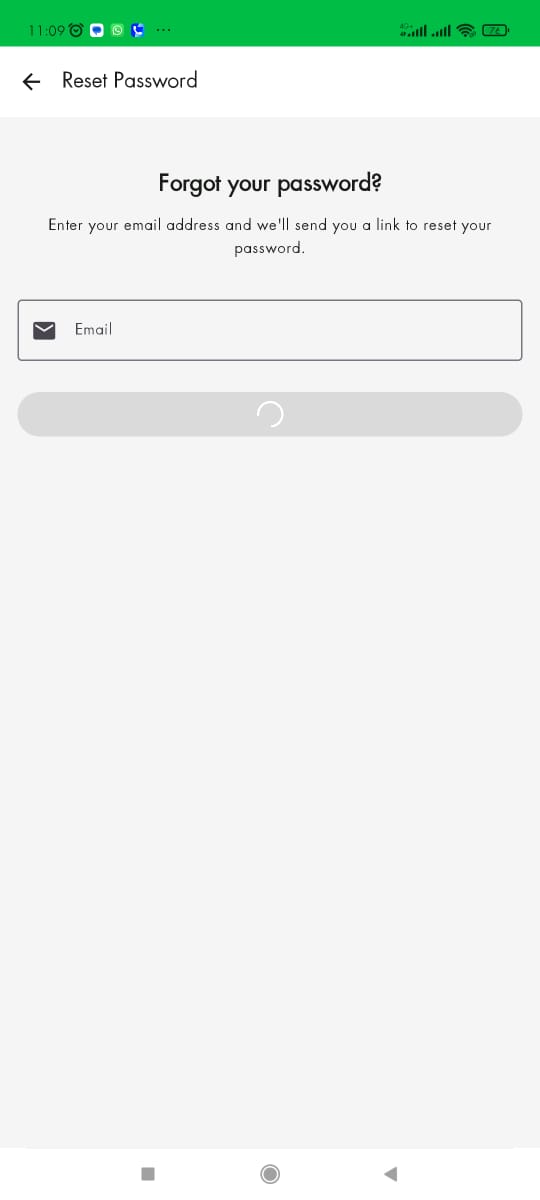 11:09
Reset Password
Forgot your password?
Enter your email address and we'll send you a link to reset your
password.
Email